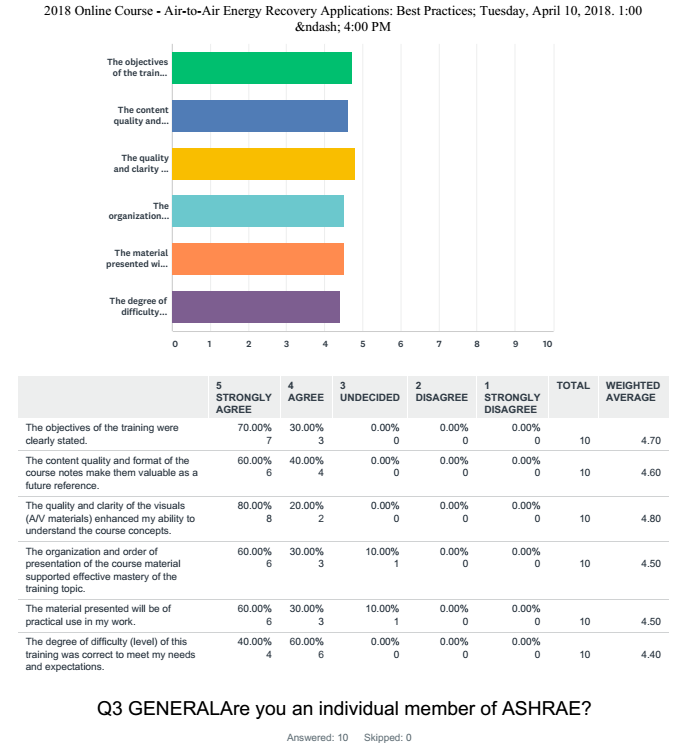 2018 Online Course - Air-to-Air Energy Recovery Applications: Best Practices; Tuesday, April 10, 2018. 1:00
&ndash; 4:00 PM
The objectives
of the train...
The content
quality and...
The quality
and clarity ...
The
organization...
The material
presented wi...
The degree of
difficulty...
0 1 2 3 4 5 6 7 8 9 10
5 4 3 2 1 TOTAL WEIGHTED
STRONGLY AGREE UNDECIDED DISAGREE STRONGLY AVERAGE
AGREE DISAGREE
The objectives of the training were 70.00% 30.00% 0.00% 0.00% 0.00%
clearly stated. 7 3 0 0 0 10 4.70
The content quality and format of the 60.00% 40.00% 0.00% 0.00% 0.00%
course notes make them valuable as a 6 4 0 0 0 10 4.60
future reference.
The quality and clarity of the visuals 80.00% 20.00% 0.00% 0.00% 0.00%
(A/V materials) enhanced my ability to 8 2 0 0 0 10 4.80
understand the course concepts.
The organization and order of 60.00% 30.00% 10.00% 0.00% 0.00%
presentation of the course material 6 3 1 0 0 10 4.50
supported effective mastery of the
training topic.
The material presented will be of 60.00% 30.00% 10.00% 0.00% 0.00%
practical use in my work. 6 3 1 0 0 10 4.50
The degree of difficulty (level) of this 40.00% 60.00% 0.00% 0.00% 0.00%
training was correct to meet my needs 4 6 0 0 0 10 4.40
and expectations.
Q3 GENERALAre you an individual member of ASHRAE?
Answered: 10 Skipped: 0